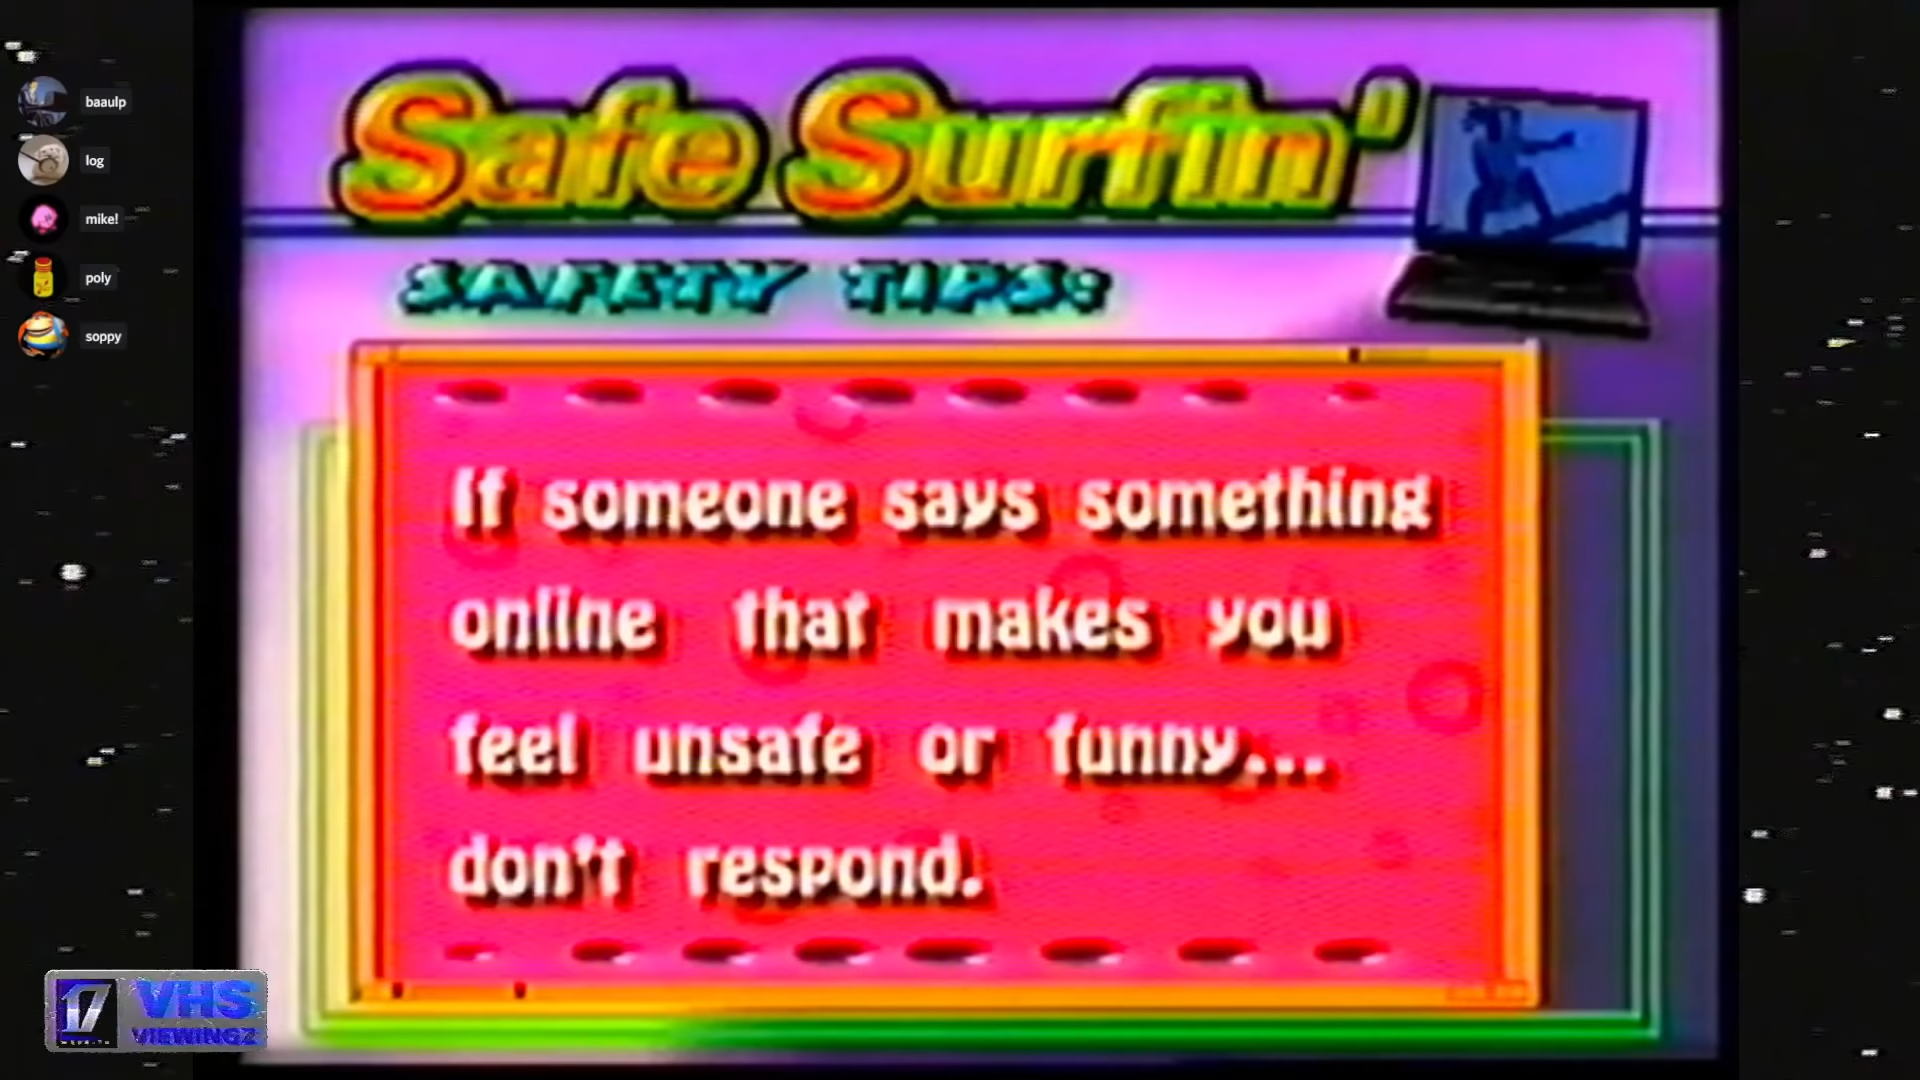 baaulp
log
mike!
poly
soppy
Safe Surfin'
SAFETY TIPS:
If someone says something
online that makes you
feel unsafe or funny...
don't respond.
17
VHS
VIEWINGZ